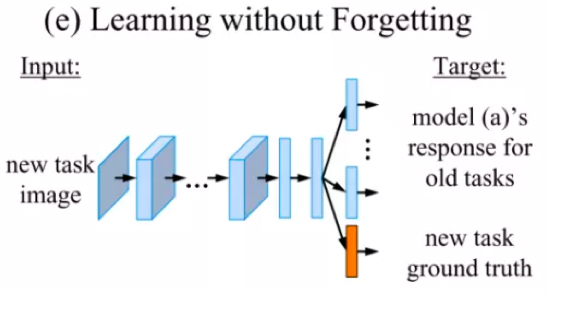 (e) Learning without Forgetting
Input:
Target:
new task
image
...
model (a)'s
response for
old tasks
new task
ground truth